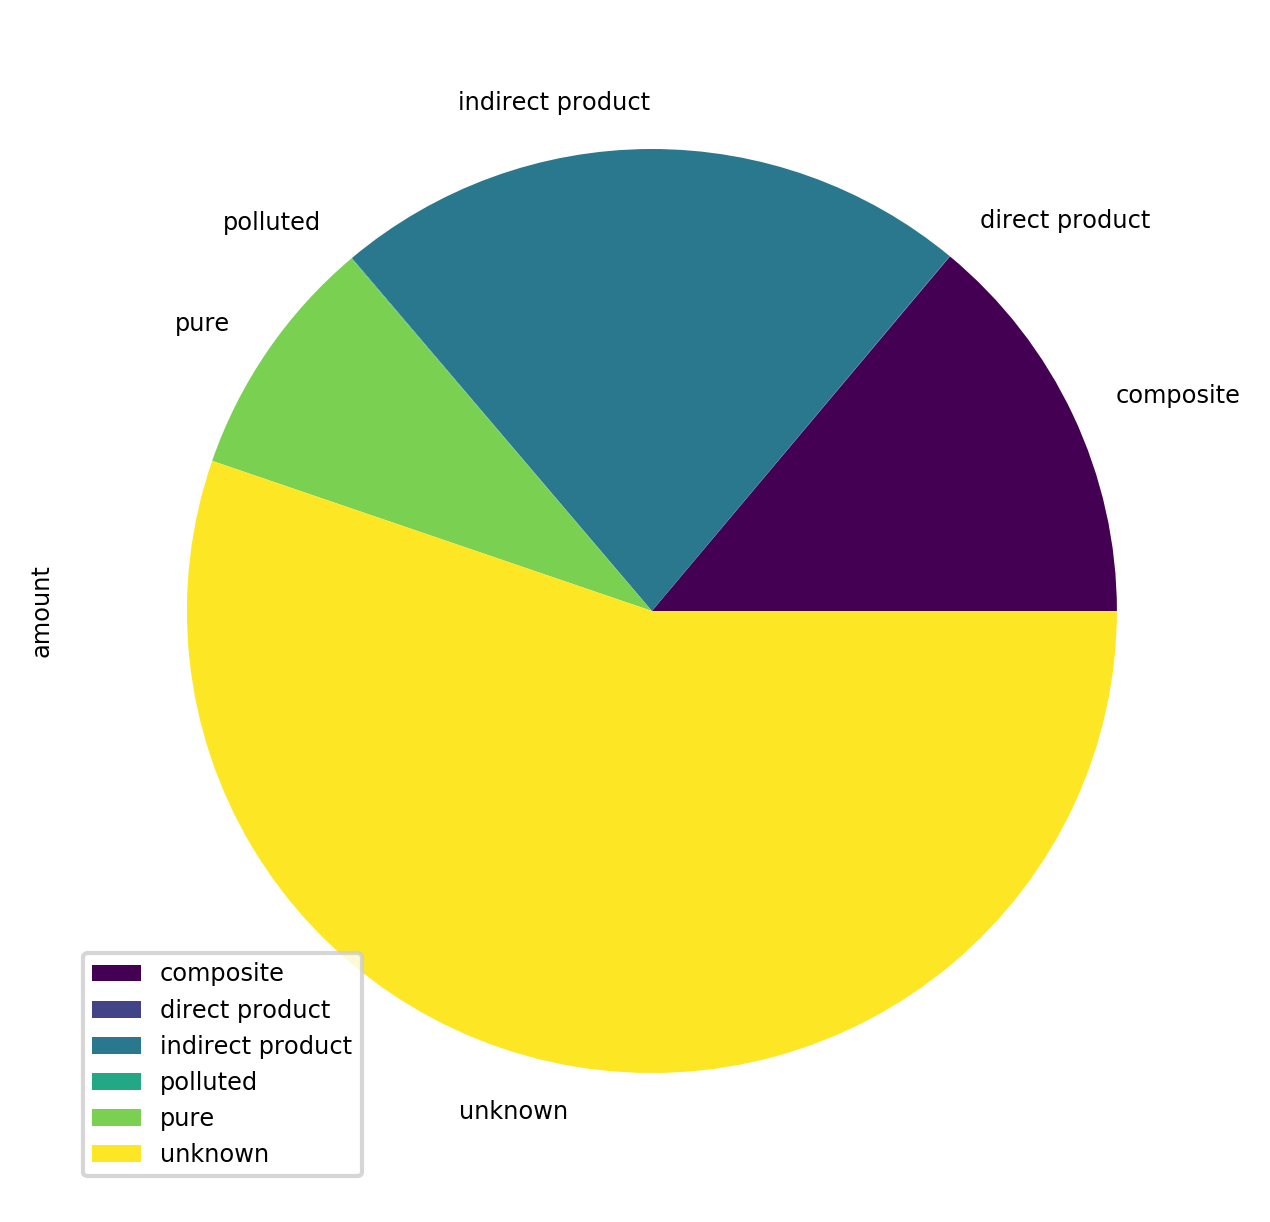 indirect product
direct product
polluted
pure
composite
amount
unknown
composite
direct product
indirect product
polluted
pure
unknown